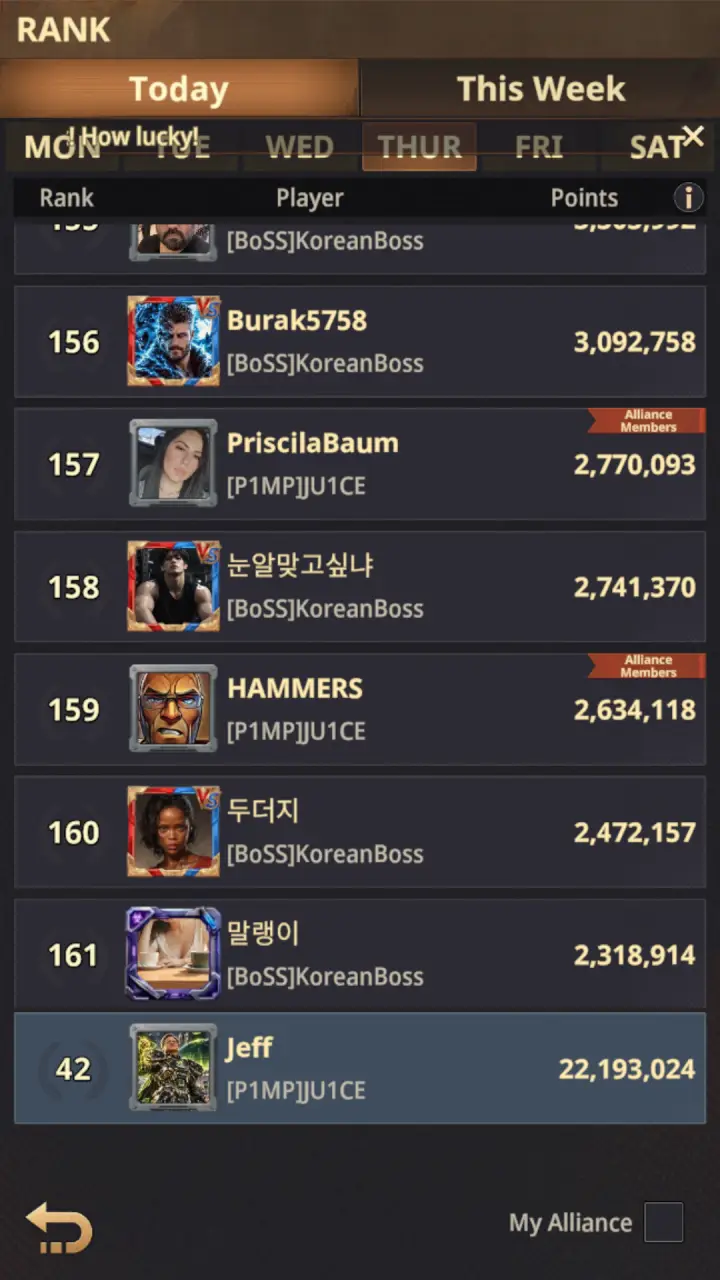 RANK
Today
This Week
! How lucky!
MON
TUE
WED
THUR
FRI
SAT
Rank
Player
Points
[BoSS]KoreanBoss
156
Burak5758
[BoSS]KoreanBoss
3,092,758
Alliance
Members
157
PriscilaBaum
[P1MP]JU1CE
2,770,093
158
눈알맞고싶냐
[BoSS]KoreanBoss
2,741,370
Alliance
Members
159
HAMMERS
[P1MP]JU1CE
2,634,118
160
두더지
[BoSS]KoreanBoss
2,472,157
161
말랭이
[BoSS]KoreanBoss
2,318,914
42
Jeff
[P1MP]JU1CE
22,193,024
My Alliance